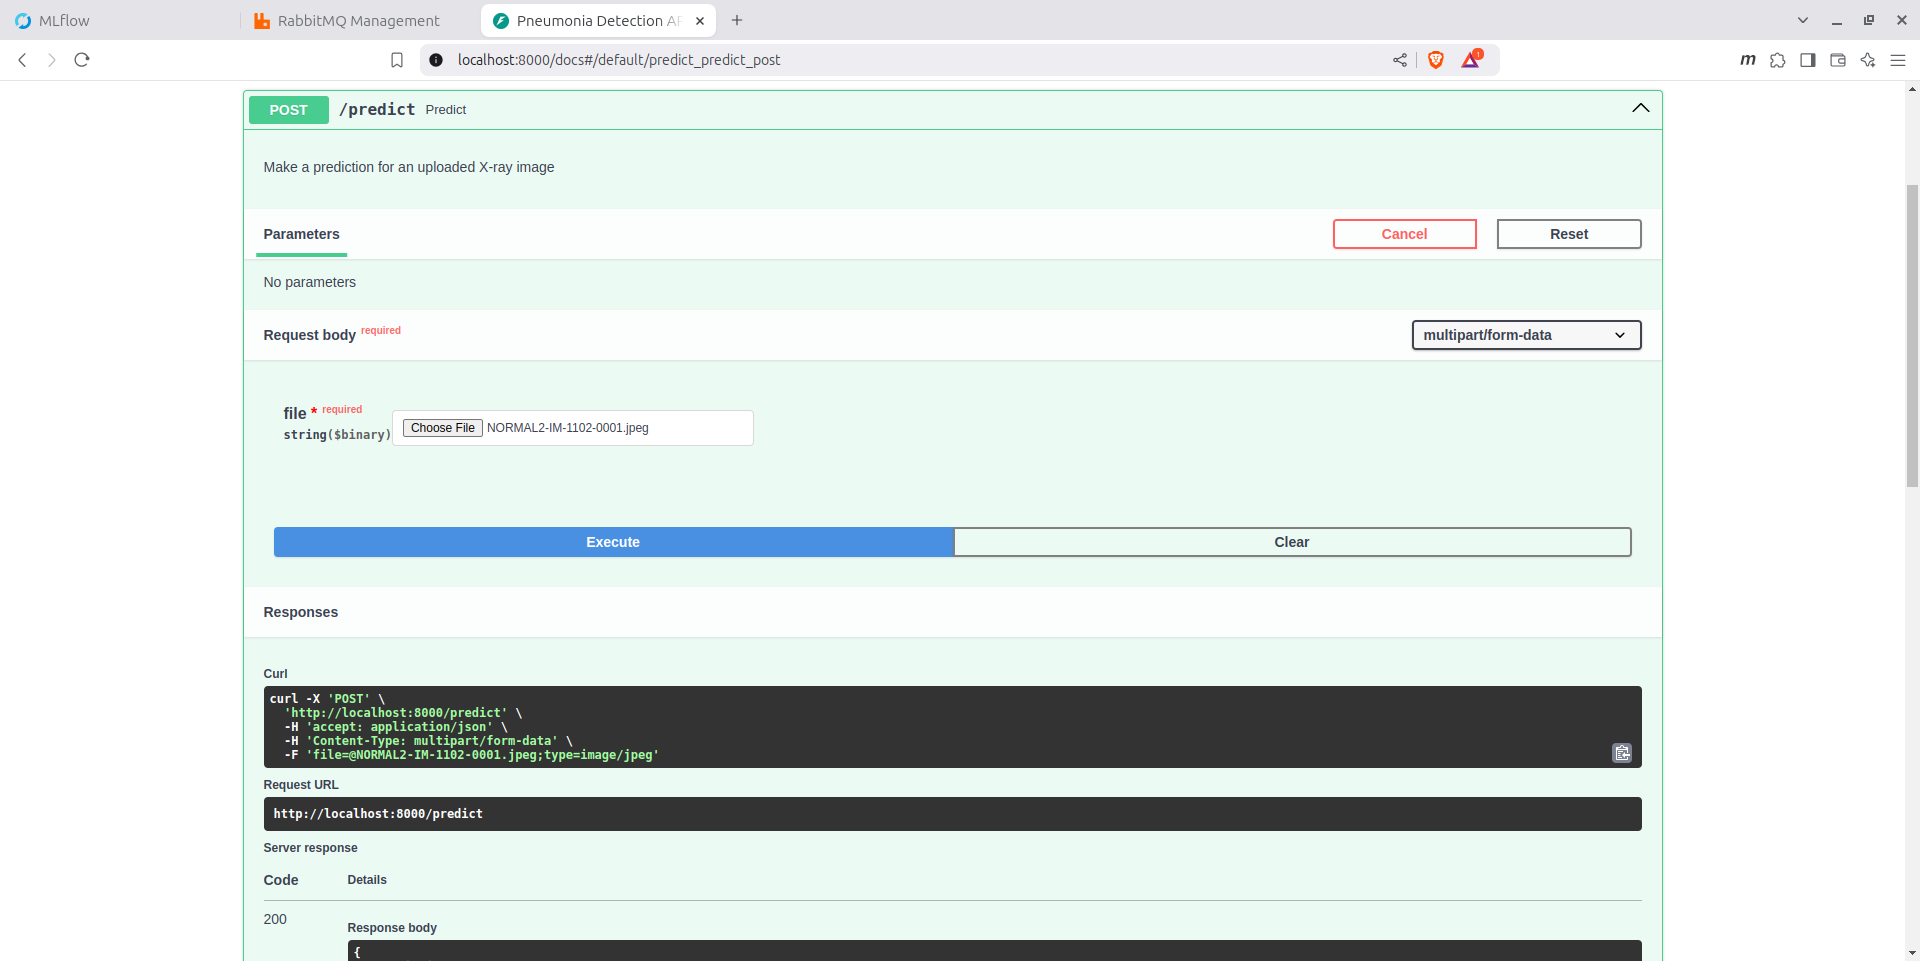 MLflow
RabbitMQ Management
Pneumonia Detection AP
localhost:8000/docs#/default/predict_predict_post
1
m
POST /predict Predict
Make a prediction for an uploaded X-ray image
Parameters
Cancel
Reset
No parameters
Request body required
multipart/form-data
file * required
string($binary)
Choose File NORMAL2-IM-1102-0001.jpeg
Execute
Clear
Responses
Curl
curl -X 'POST' \
'http://localhost:8000/predict' \
-H 'accept: application/json' \
-H 'Content-Type: multipart/form-data' \
-F 'file=@NORMAL2-IM-1102-0001.jpeg;type=image/jpeg'
Request URL
http://localhost:8000/predict
Server response
Code Details
200
Response body
{